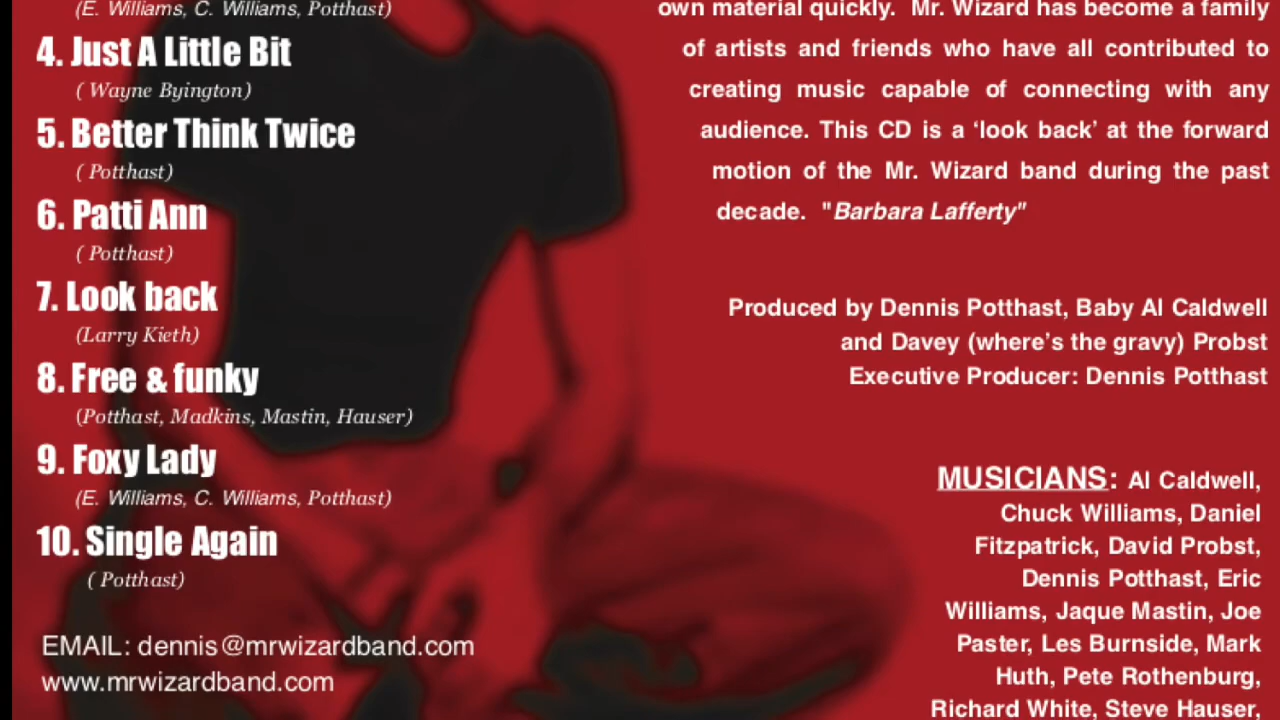 (E. Williams, C. Williams, Potthast)
4. Just A Little Bit
( Wayne Byington)
5. Better Think Twice
( Potthast)
6. Patti Ann
( Potthast)
7. Look back
(Larry Kieth)
8. Free & funky
(Potthast, Madkins, Mastin, Hauser)
9. Foxy Lady
(E. Williams, C. Williams, Potthast)
10. Single Again
( Potthast)
EMAIL: dennis@mrwizardband.com
www.mrwizardband.com
own material quickly. Mr. Wizard has become a family
of artists and friends who have all contributed to
creating music capable of connecting with any
audience. This CD is a ‘look back’ at the forward
motion of the Mr. Wizard band during the past
decade. "Barbara Lafferty"
Produced by Dennis Potthast, Baby Al Caldwell
and Davey (where’s the gravy) Probst
Executive Producer: Dennis Potthast
MUSICIANS: Al Caldwell,
Chuck Williams, Daniel
Fitzpatrick, David Probst,
Dennis Potthast, Eric
Williams, Jaque Mastin, Joe
Paster, Les Burnside, Mark
Huth, Pete Rothenburg,
Richard White, Steve Hauser,